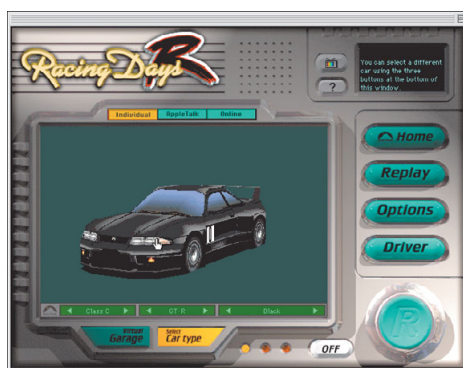 Racing Days R
You can select a different
car using the three
buttons at the bottom of
this window.
?
Individual
AppleTalk
Online
Home
Replay
Options
Driver
Class C
GT R
Black
Virtual
Garage
Select
Car type
OFF
R